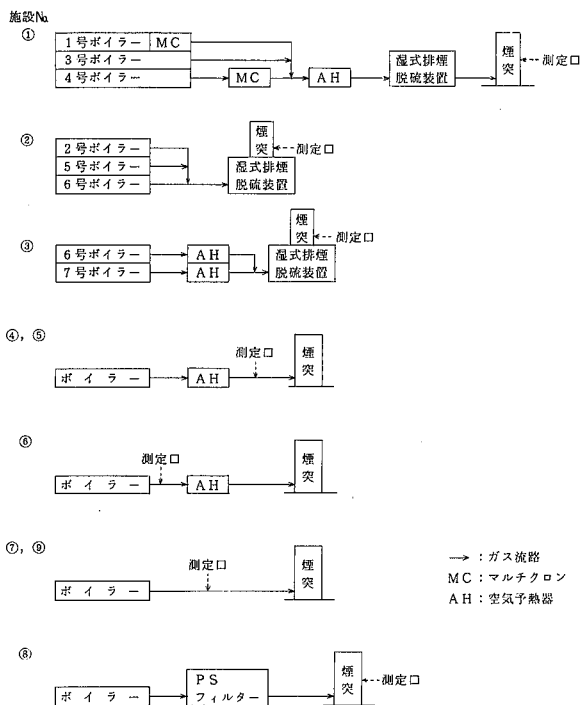 施設No.
①
1号ボイラー MC
3号ボイラー
4号ボイラー
MC
AH
湿式排煙
脱硫装置
煙突
測定口
②
2号ボイラー
5号ボイラー
6号ボイラー
煙突
測定口
湿式排煙
脱硫装置
③
6号ボイラー
7号ボイラー
AH
AH
煙突
測定口
湿式排煙
脱硫装置
④, ⑤
ボイラー
AH
測定口
煙突
⑥
ボイラー
測定口
AH
煙突
⑦, ⑨
ボイラー
測定口
煙突
→：ガス流路
MC：マルチクロン
AH：空気予熱器
⑧
ボイラー
PS
フィルター
煙突
測定口